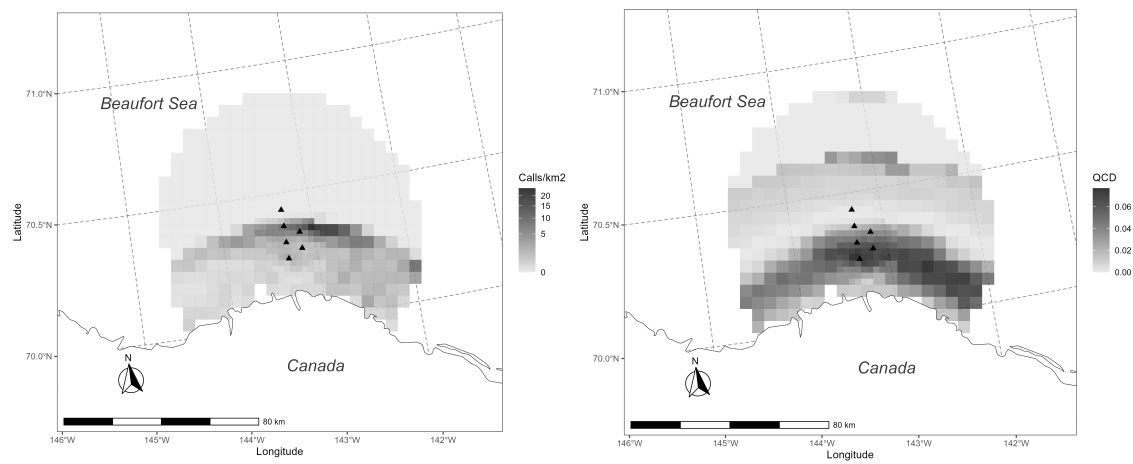 71.0°N
70.5°N
70.0°N
Latitude
Beaufort Sea
Canada
N
80 km
146°W 145°W 144°W 143°W 142°W
Longitude
Calls/km2
20
15
10
5
0
71.0°N
70.5°N
70.0°N
Latitude
Beaufort Sea
Canada
N
80 km
146°W 145°W 144°W 143°W 142°W
Longitude
QCD
0.06
0.04
0.02
0.00